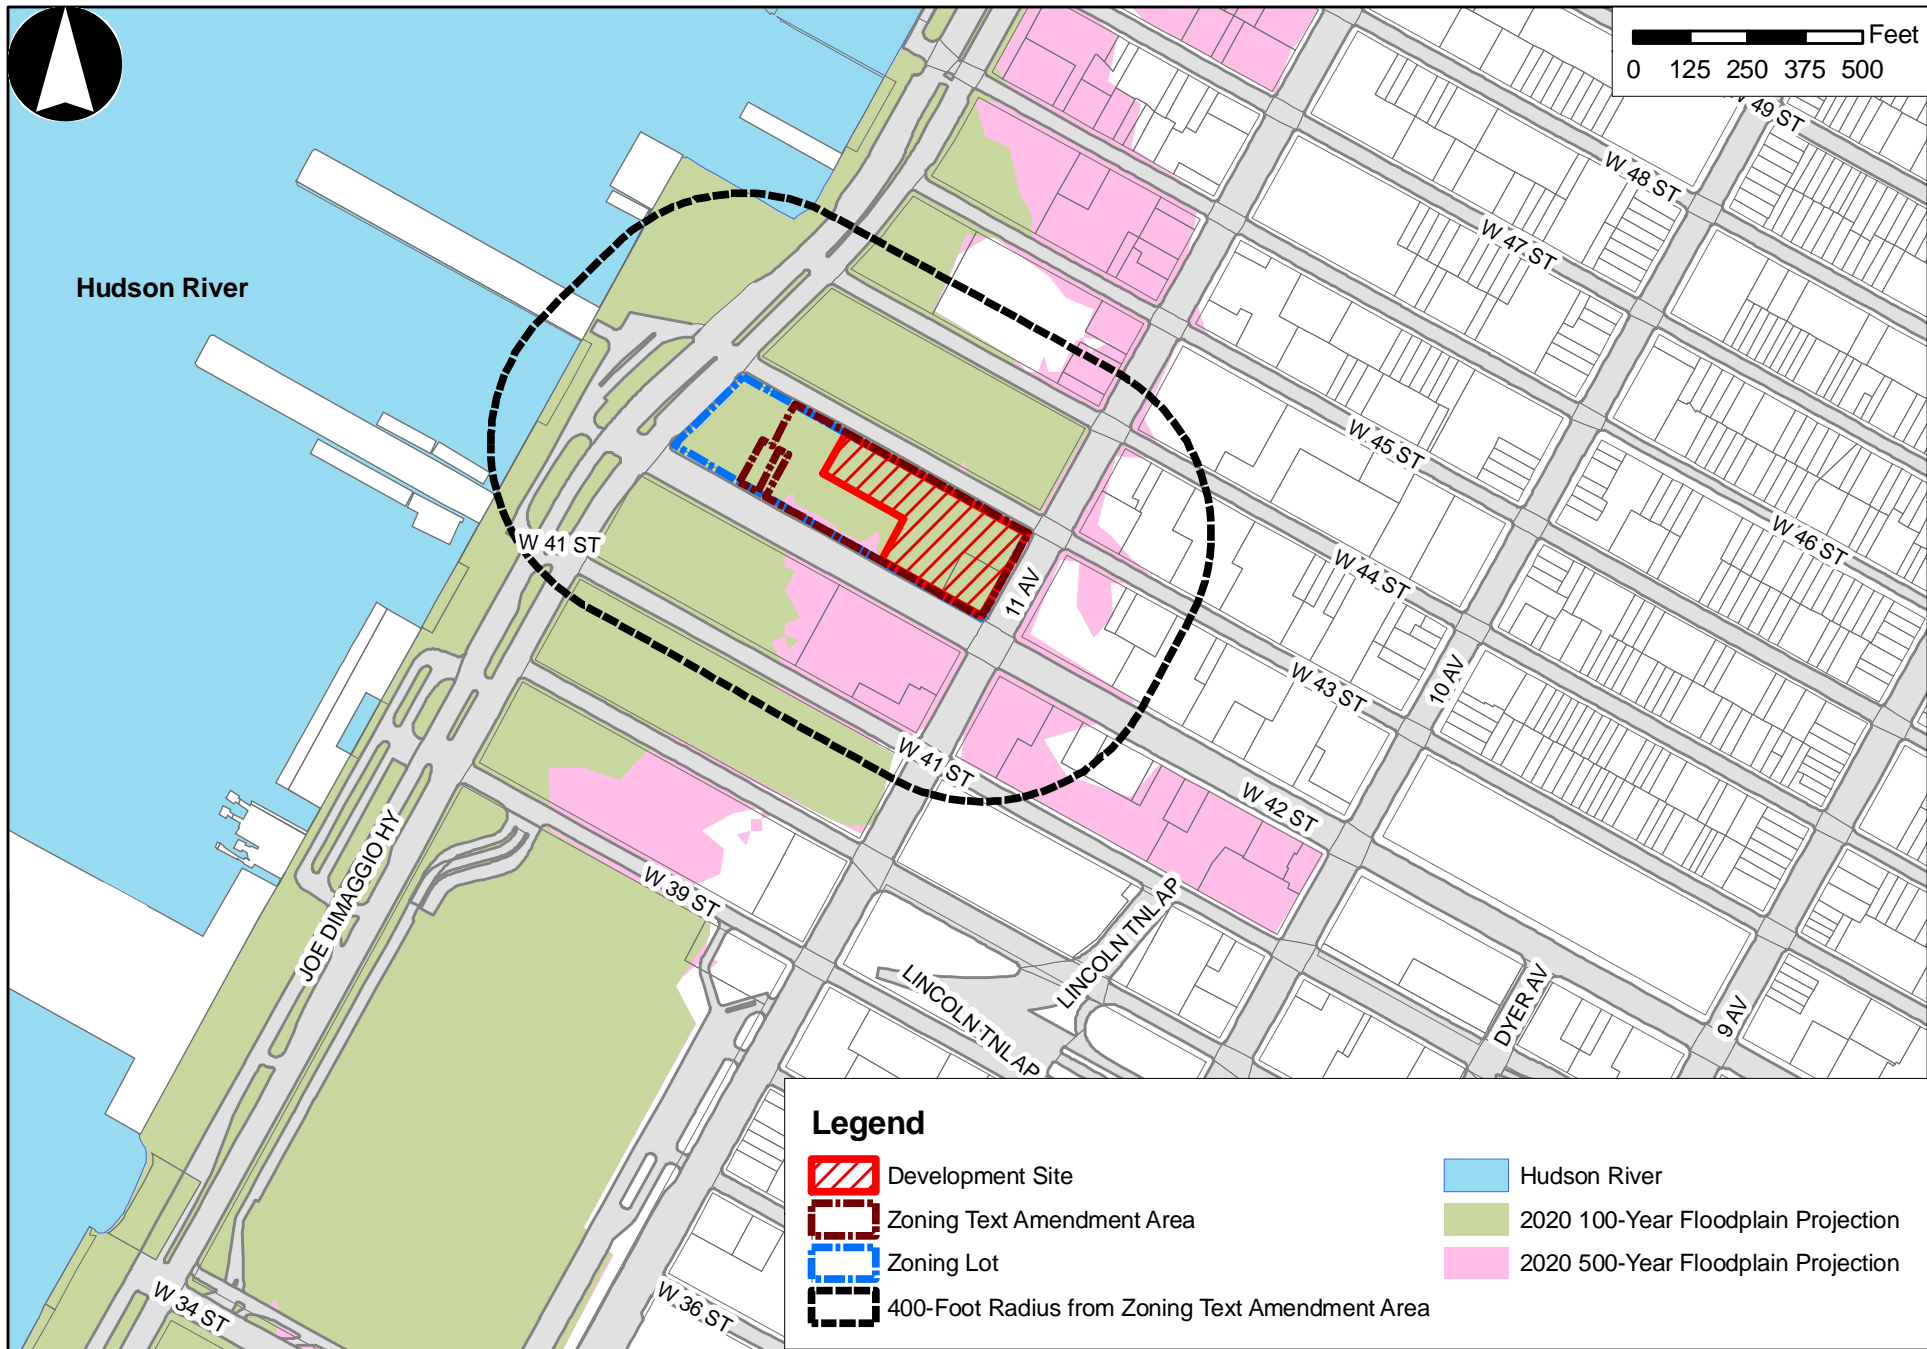 Feet
0 125 250 375 500
W 49 ST
W 48 ST
W 47 ST
Hudson River
W 45 ST
W 46 ST
W 41 ST
W 44 ST
11 AV
W 43 ST
10 AV
W 41 ST
W 42 ST
W 39 ST
JOE DIMAGGIO HY
LINCOLN TNL AP
LINCOLN TNL AP
DYER AV
9 AV
W 34 ST
W 36 ST
Legend
Development Site
Zoning Text Amendment Area
Zoning Lot
400-Foot Radius from Zoning Text Amendment Area
Hudson River
2020 100-Year Floodplain Projection
2020 500-Year Floodplain Projection